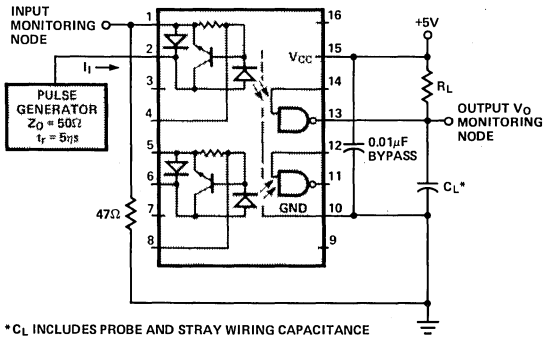 INPUT
MONITORING
NODE
1
16
+5V
2
VCC
15
II
3
14
RL
PULSE
GENERATOR
ZO = 50Ω
tr = 5ηs
4
13
OUTPUT VO
MONITORING
NODE
5
12
0.01μF
BYPASS
6
11
CL*
47Ω
7
GND
10
8
9
*CL INCLUDES PROBE AND STRAY WIRING CAPACITANCE